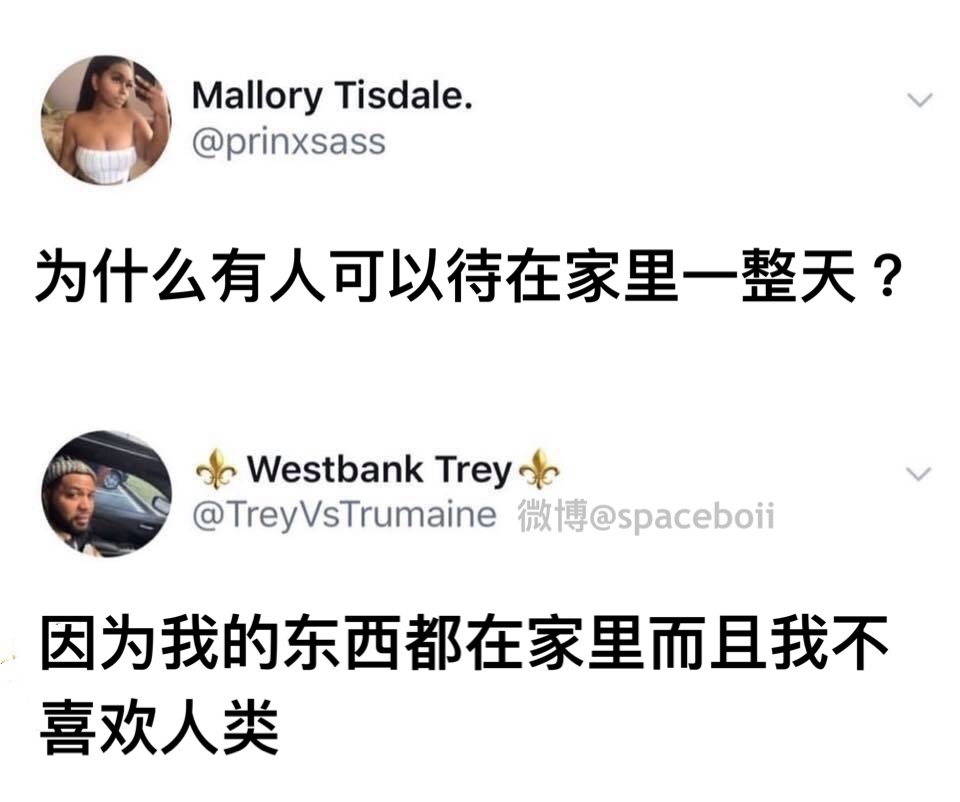 Mallory Tisdale.
@prinxsass
为什么有人可以待在家里一整天？
⚜️Westbank Trey⚜️
@TreyVsTrumaine 微博@spaceboii
因为我的东西都在家里而且我不
喜欢人类